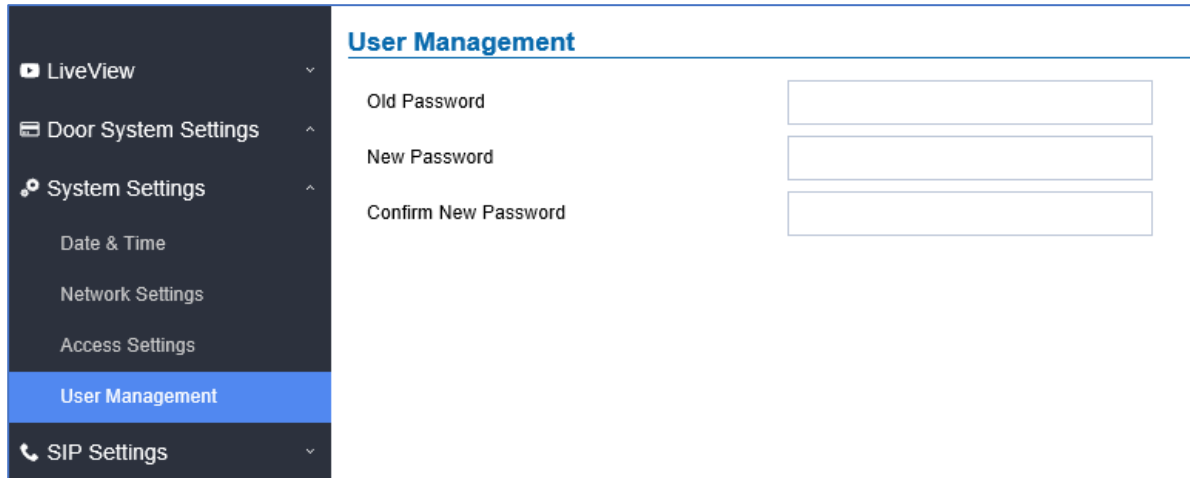 LiveView
Door System Settings
System Settings
Date & Time
Network Settings
Access Settings
User Management
SIP Settings
User Management
Old Password
New Password
Confirm New Password